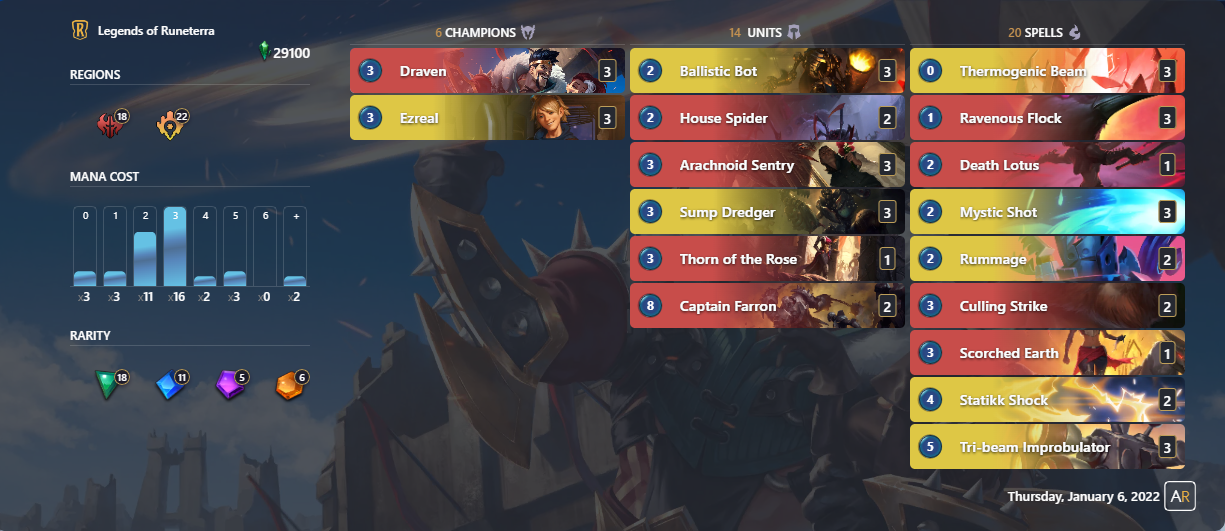 Legends of Runeterra
29100
REGIONS
18 22
MANA COST
0 1 2 3 4 5 6 +
x3 x3 x11 x16 x2 x3 x0 x2
RARITY
18 11 5 6
6 CHAMPIONS
3 Draven 3
3 Ezreal 3
14 UNITS
2 Ballistic Bot 3
2 House Spider 2
3 Arachnoid Sentry 3
3 Sump Dredger 3
3 Thorn of the Rose 1
8 Captain Farron 2
20 SPELLS
0 Thermogenic Beam 3
1 Ravenous Flock 3
2 Death Lotus 1
2 Mystic Shot 3
2 Rummage 2
3 Culling Strike 2
3 Scorched Earth 1
4 Statikk Shock 2
5 Tri-beam Improbulator 3
Thursday, January 6, 2022 AR